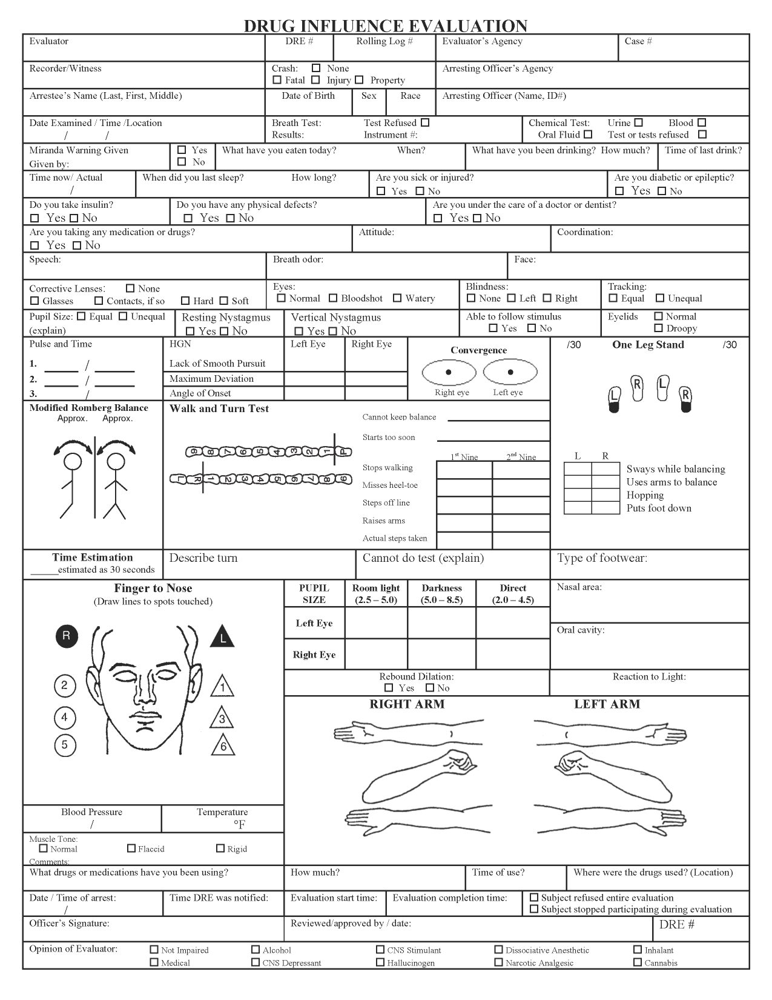 DRUG INFLUENCE EVALUATION
Evaluator DRE # Rolling Log # Evaluator's Agency Case #
Recorder/Witness Crash: None Arresting Officer's Agency
Fatal Injury Property
Arrestee's Name (Last, First, Middle) Date of Birth Sex Race Arresting Officer (Name, ID#)
Date Examined / Time /Location Breath Test: Test Refused Chemical Test: Urine Blood
/ / Results: Instrument #: Oral Fluid Test or tests refused
Miranda Warning Given Yes What have you eaten today? When? What have you been drinking? How much? Time of last drink?
Given by: No
Time now/ Actual When did you last sleep? How long? Are you sick or injured? Are you diabetic or epileptic?
/ Yes No Yes No
Do you take insulin? Do you have any physical defects? Are you under the care of a doctor or dentist?
Yes No Yes No Yes No
Are you taking any medication or drugs? Attitude: Coordination:
Yes No
Speech: Breath odor: Face:
Corrective Lenses: None Eyes: Blindness: Tracking:
Glasses Contacts, if so Hard Soft Normal Bloodshot Watery None Left Right Equal Unequal
Pupil Size: Equal Unequal Resting Nystagmus Vertical Nystagmus Able to follow stimulus Eyelids Normal
(explain) Yes No Yes No Yes No Droopy
Pulse and Time HGN Left Eye Right Eye Convergence /30 One Leg Stand /30
1. / Lack of Smooth Pursuit
2. / Maximum Deviation
3. / Angle of Onset Right eye Left eye
L R L R
Modified Romberg Balance Walk and Turn Test
Approx. Approx. Cannot keep balance
Starts too soon
9 8 7 6 5 4 3 2 1 P
L R 1 2 3 4 5 6 7 8 9
1st Nine 2nd Nine L R
Stops walking Sways while balancing
Misses heel-toe Uses arms to balance
Steps off line Hopping
Raises arms Puts foot down
Actual steps taken
Time Estimation Describe turn Cannot do test (explain) Type of footwear:
_____estimated as 30 seconds
Finger to Nose PUPIL SIZE Room light Darkness Direct Nasal area:
(Draw lines to spots touched) (2.5 – 5.0) (5.0 – 8.5) (2.0 – 4.5)
Left Eye Oral cavity:
Right Eye
R L
2 1
4 3
5 6
Rebound Dilation: Reaction to Light:
Yes No
RIGHT ARM LEFT ARM
Blood Pressure Temperature
/ °F
Muscle Tone:
Normal Flaccid Rigid
Comments:
What drugs or medications have you been using? How much? Time of use? Where were the drugs used? (Location)
Date / Time of arrest: Time DRE was notified: Evaluation start time: Evaluation completion time: Subject refused entire evaluation
/ Subject stopped participating during evaluation
Officer's Signature: Reviewed/approved by / date: DRE #
Opinion of Evaluator: Not Impaired Alcohol CNS Stimulant Dissociative Anesthetic Inhalant
Medical CNS Depressant Hallucinogen Narcotic Analgesic Cannabis